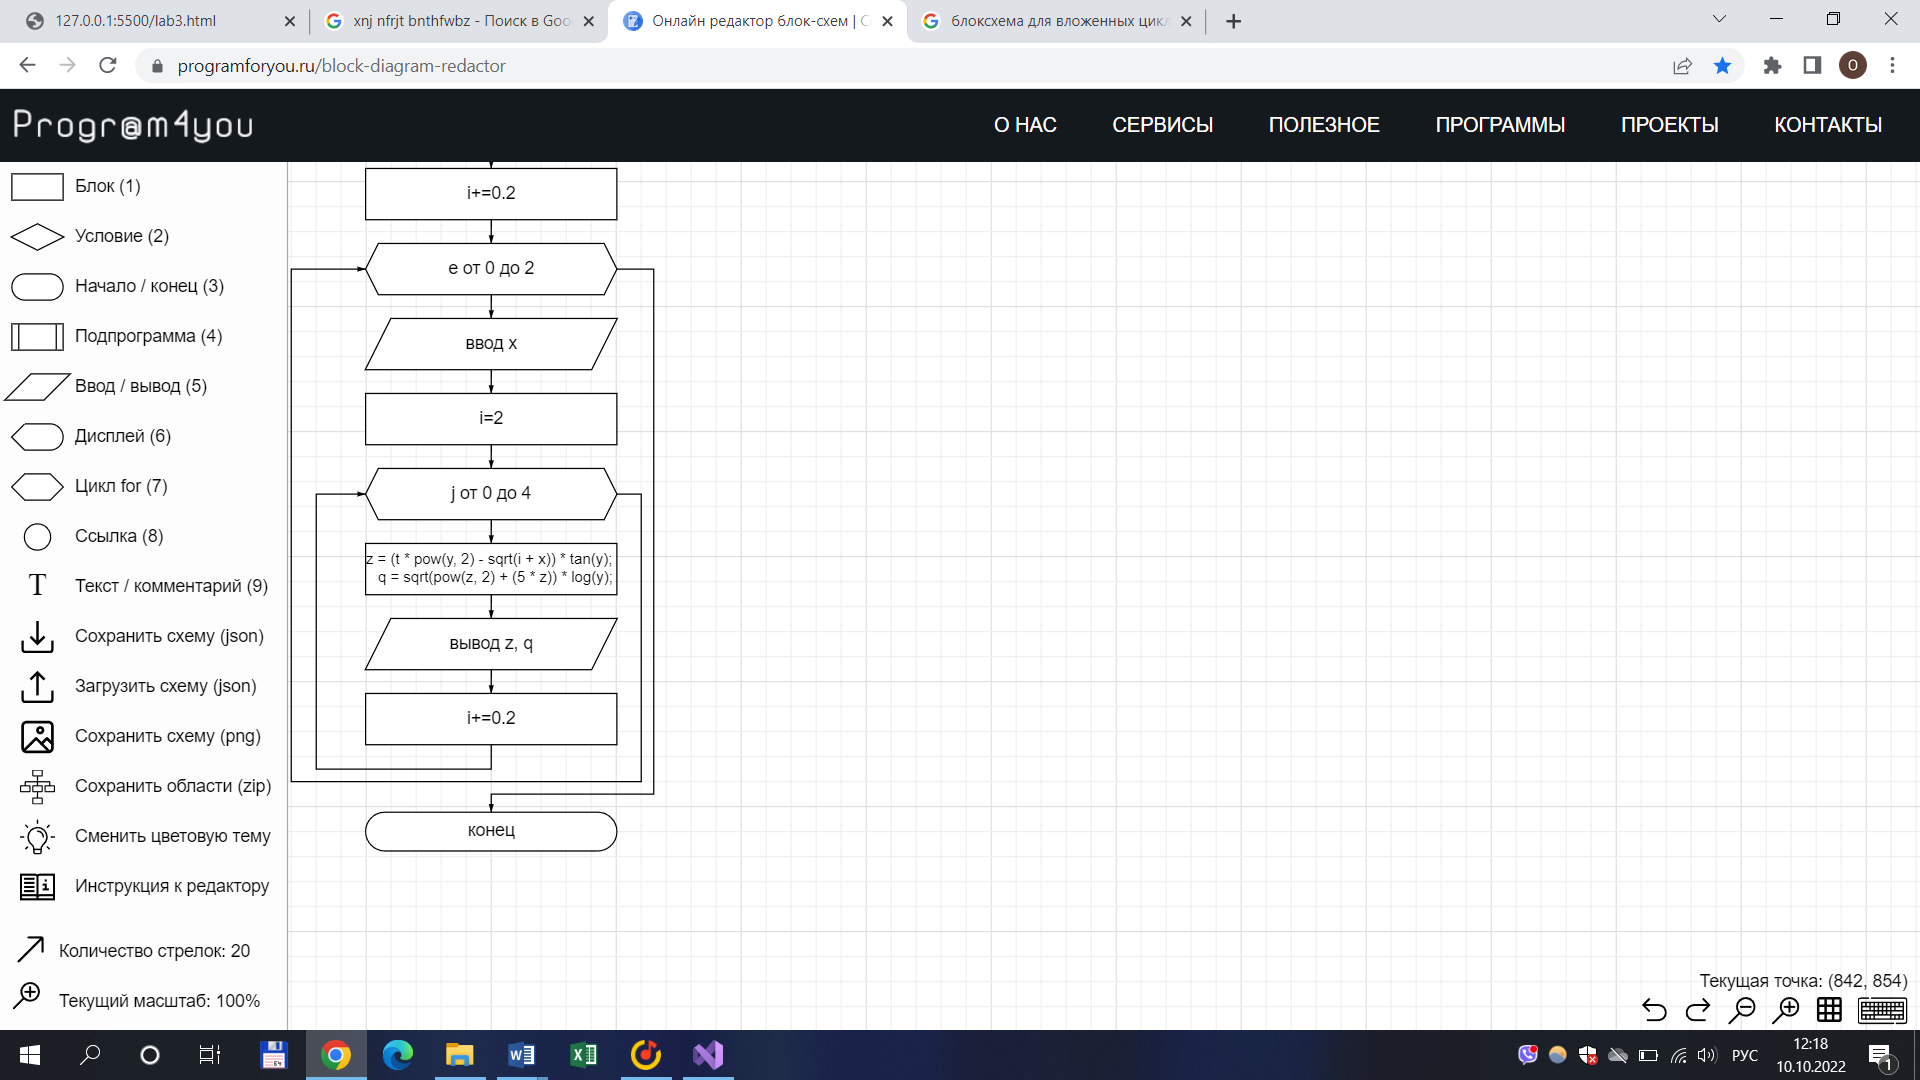 127.0.0.1:5500/lab3.html
xnj nfrjt bnthfwbz - Поиск в Goo
Онлайн редактор блок-схем | С
блоксхема для вложенных цикл
programforyou.ru/block-diagram-redactor
O
Progr@m4you
О НАС
СЕРВИСЫ
ПОЛЕЗНОЕ
ПРОГРАММЫ
ПРОЕКТЫ
КОНТАКТЫ
Блок (1)
Условие (2)
Начало / конец (3)
Подпрограмма (4)
Ввод / вывод (5)
Дисплей (6)
Цикл for (7)
Ссылка (8)
T
Текст / комментарий (9)
Сохранить схему (json)
Загрузить схему (json)
Сохранить схему (png)
Сохранить области (zip)
Сменить цветовую тему
Инструкция к редактору
Количество стрелок: 20
Текущий масштаб: 100%
i+=0.2
e от 0 до 2
ввод x
i=2
j от 0 до 4
z = (t * pow(y, 2) - sqrt(i + x)) * tan(y);
q = sqrt(pow(z, 2) + (5 * z)) * log(y);
вывод z, q
i+=0.2
конец
Текущая точка: (842, 854)
64
РУС
12:18
10.10.2022
1